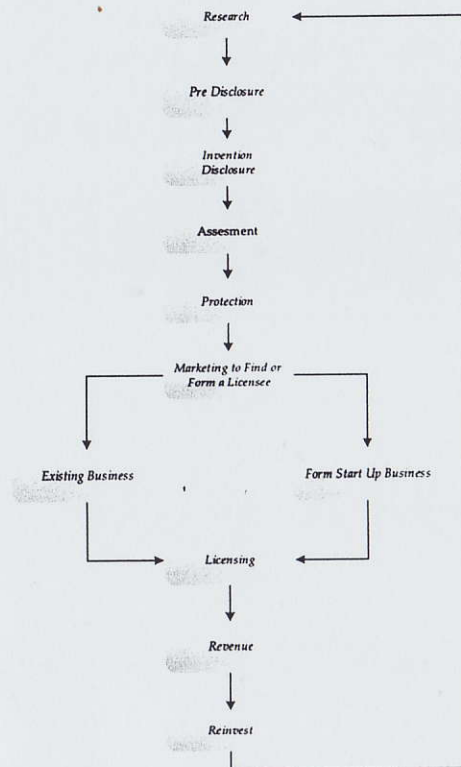 Research
Pre Disclosure
Invention
Disclosure
Assesment
Protection
Marketing to Find or
Form a Licensee
Existing Business
Form Start Up Business
Licensing
Revenue
Reinvest